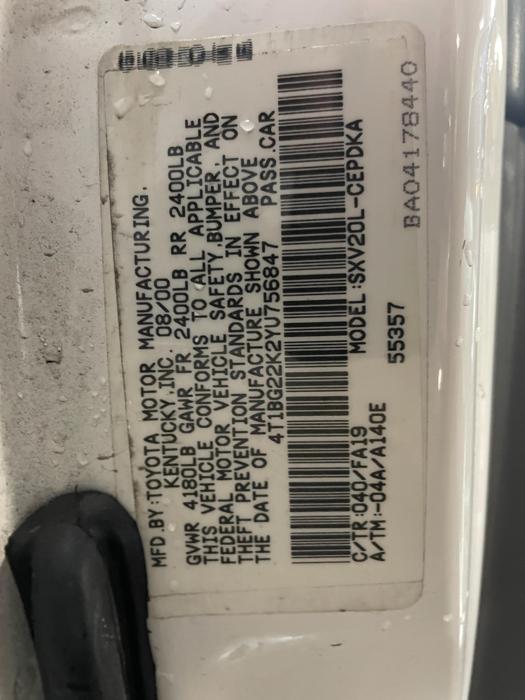 MFD.BY:TOYOTA MOTOR MANUFACTURING,
KENTUCKY,INC. 08/00
GVWR 4180LB GAWR FR 2400LB RR 2400LB
THIS VEHICLE CONFORMS TO ALL APPLICABLE
FEDERAL MOTOR VEHICLE SAFETY,BUMPER, AND
THEFT PREVENTION STANDARDS IN EFFECT ON
THE DATE OF MANUFACTURE SHOWN ABOVE
4T1BG22K2YU756847 PASS.CAR
C/TR:040/FA19 MODEL:SXV20L-CEPDKA
A/TM:-04A/A140E
55357
BA04178440